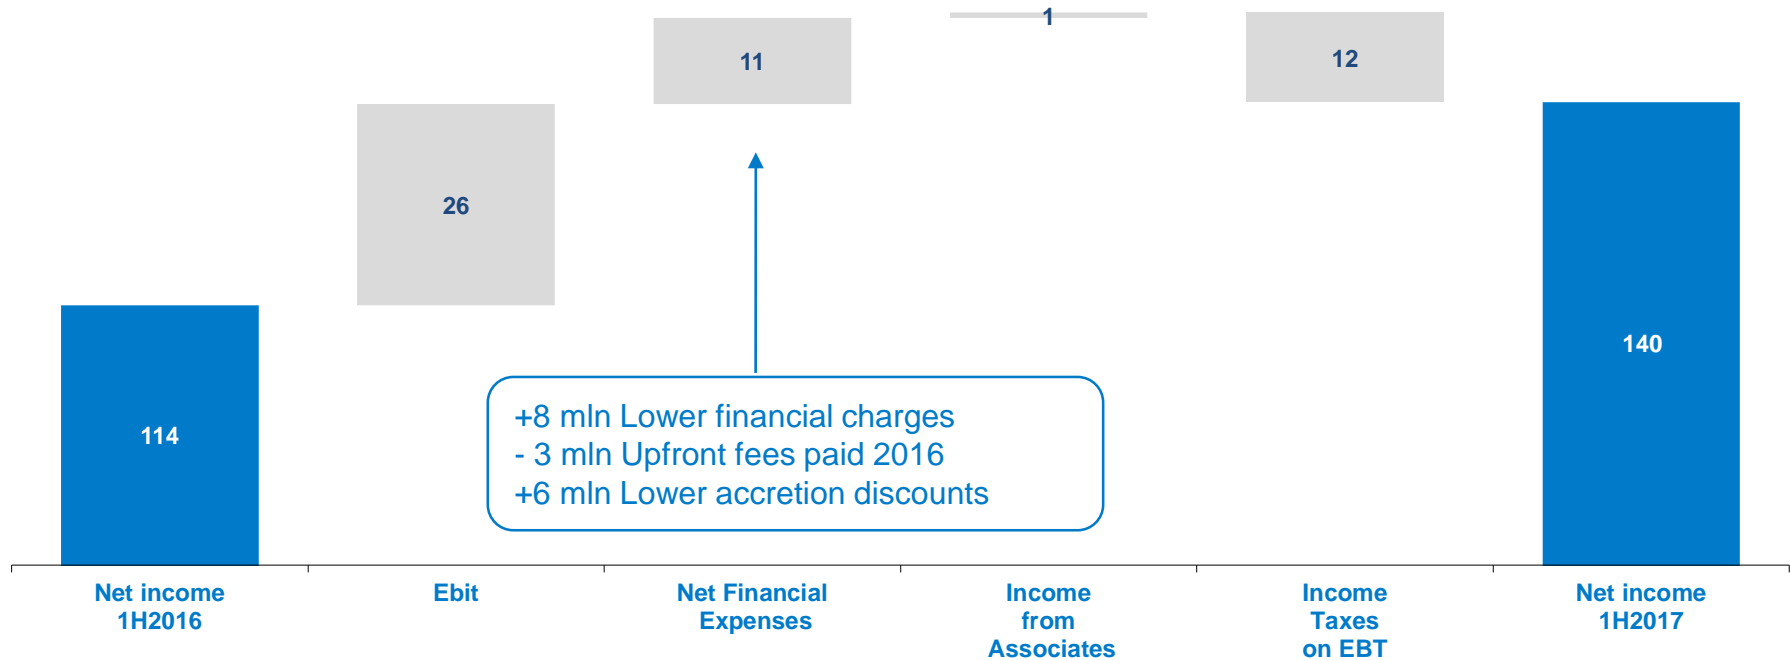 1
11
12
26
140
114
+8 mln Lower financial charges
- 3 mln Upfront fees paid 2016
+6 mln Lower accretion discounts
Net income
1H2016
Ebit
Net Financial
Expenses
Income
from
Associates
Income
Taxes
on EBT
Net income
1H2017